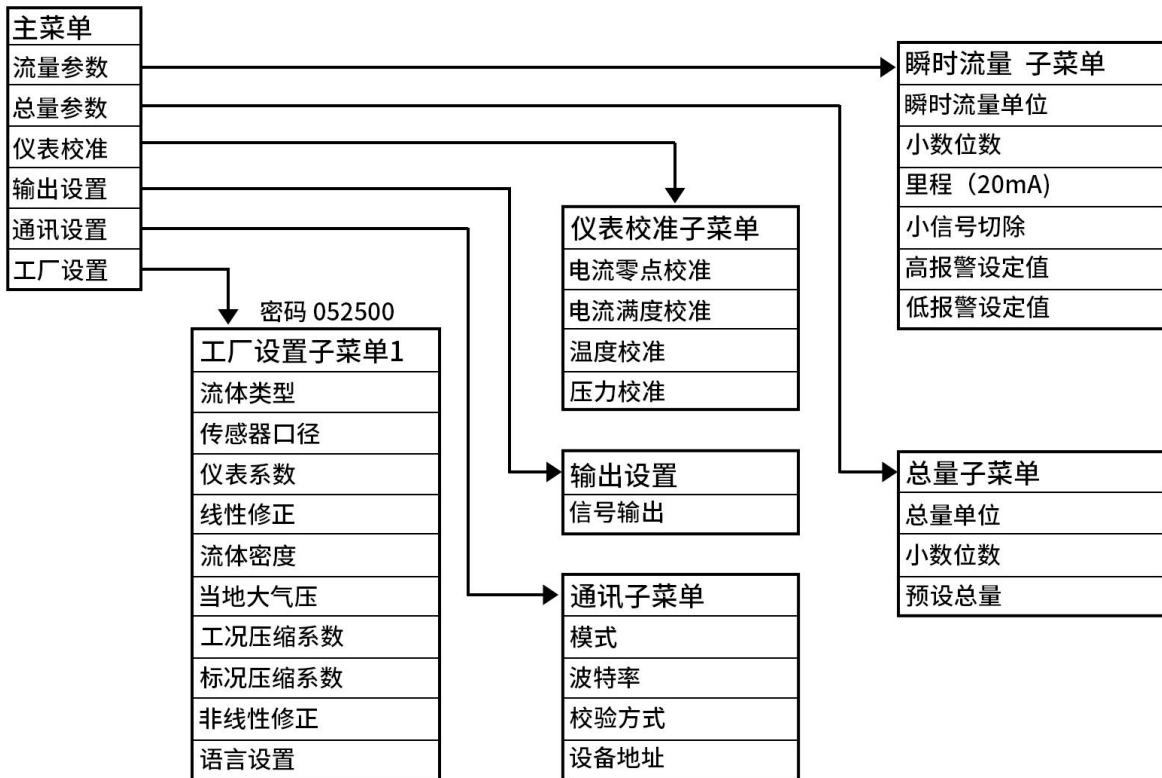 主菜单
流量参数
总量参数
仪表校准
输出设置
通讯设置
工厂设置
密码 052500
工厂设置子菜单1
流体类型
传感器口径
仪表系数
线性修正
流体密度
当地大气压
工况压缩系数
标况压缩系数
非线性修正
语言设置
仪表校准子菜单
电流零点校准
电流满度校准
温度校准
压力校准
输出设置
信号输出
通讯子菜单
模式
波特率
校验方式
设备地址
瞬时流量 子菜单
瞬时流量单位
小数位数
里程（20mA)
小信号切除
高报警设定值
低报警设定值
总量子菜单
总量单位
小数位数
预设总量